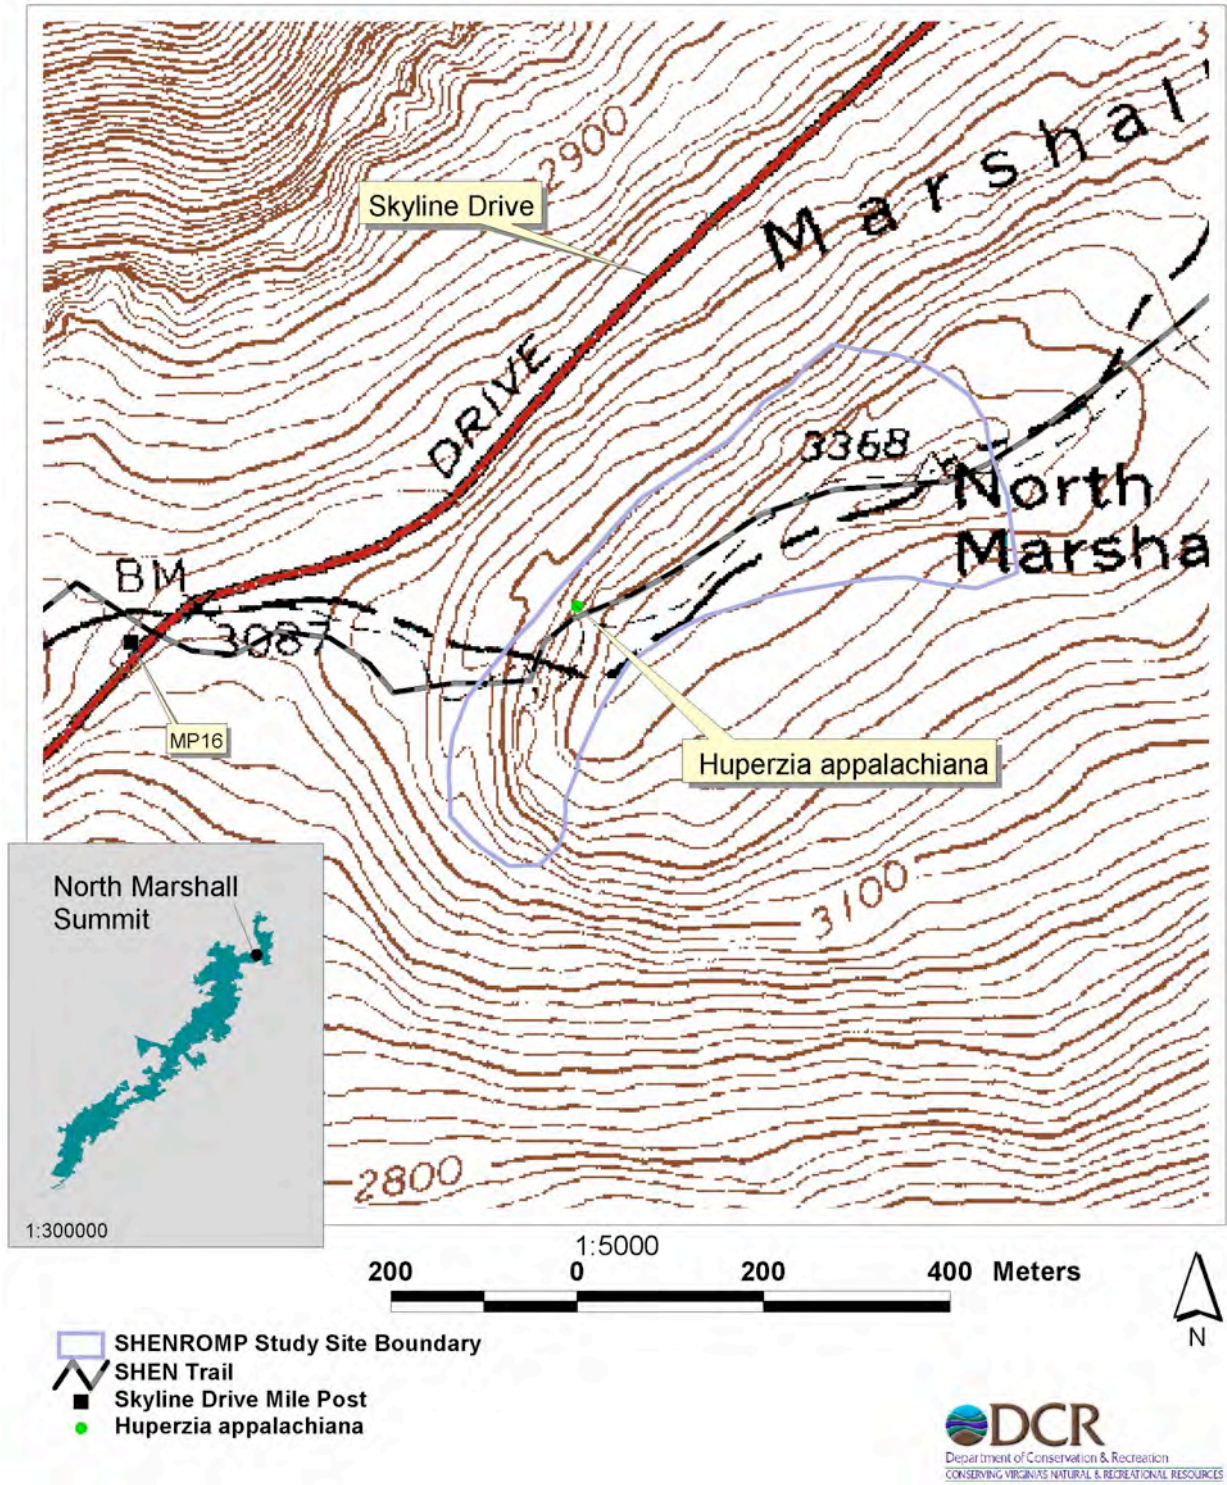 2900
Skyline Drive
Marshal
DRIVE
3368
North
Marsha
BM
3087
MP16
Huperzia appalachiana
3100
North Marshall
Summit
2800
1:300000
1:5000
200 0 200 400 Meters
N
SHENROMP Study Site Boundary
SHEN Trail
Skyline Drive Mile Post
Huperzia appalachiana
DCR
Department of Conservation & Recreation
CONSERVING VIRGINIA'S NATURAL & RECREATIONAL RESOURCES